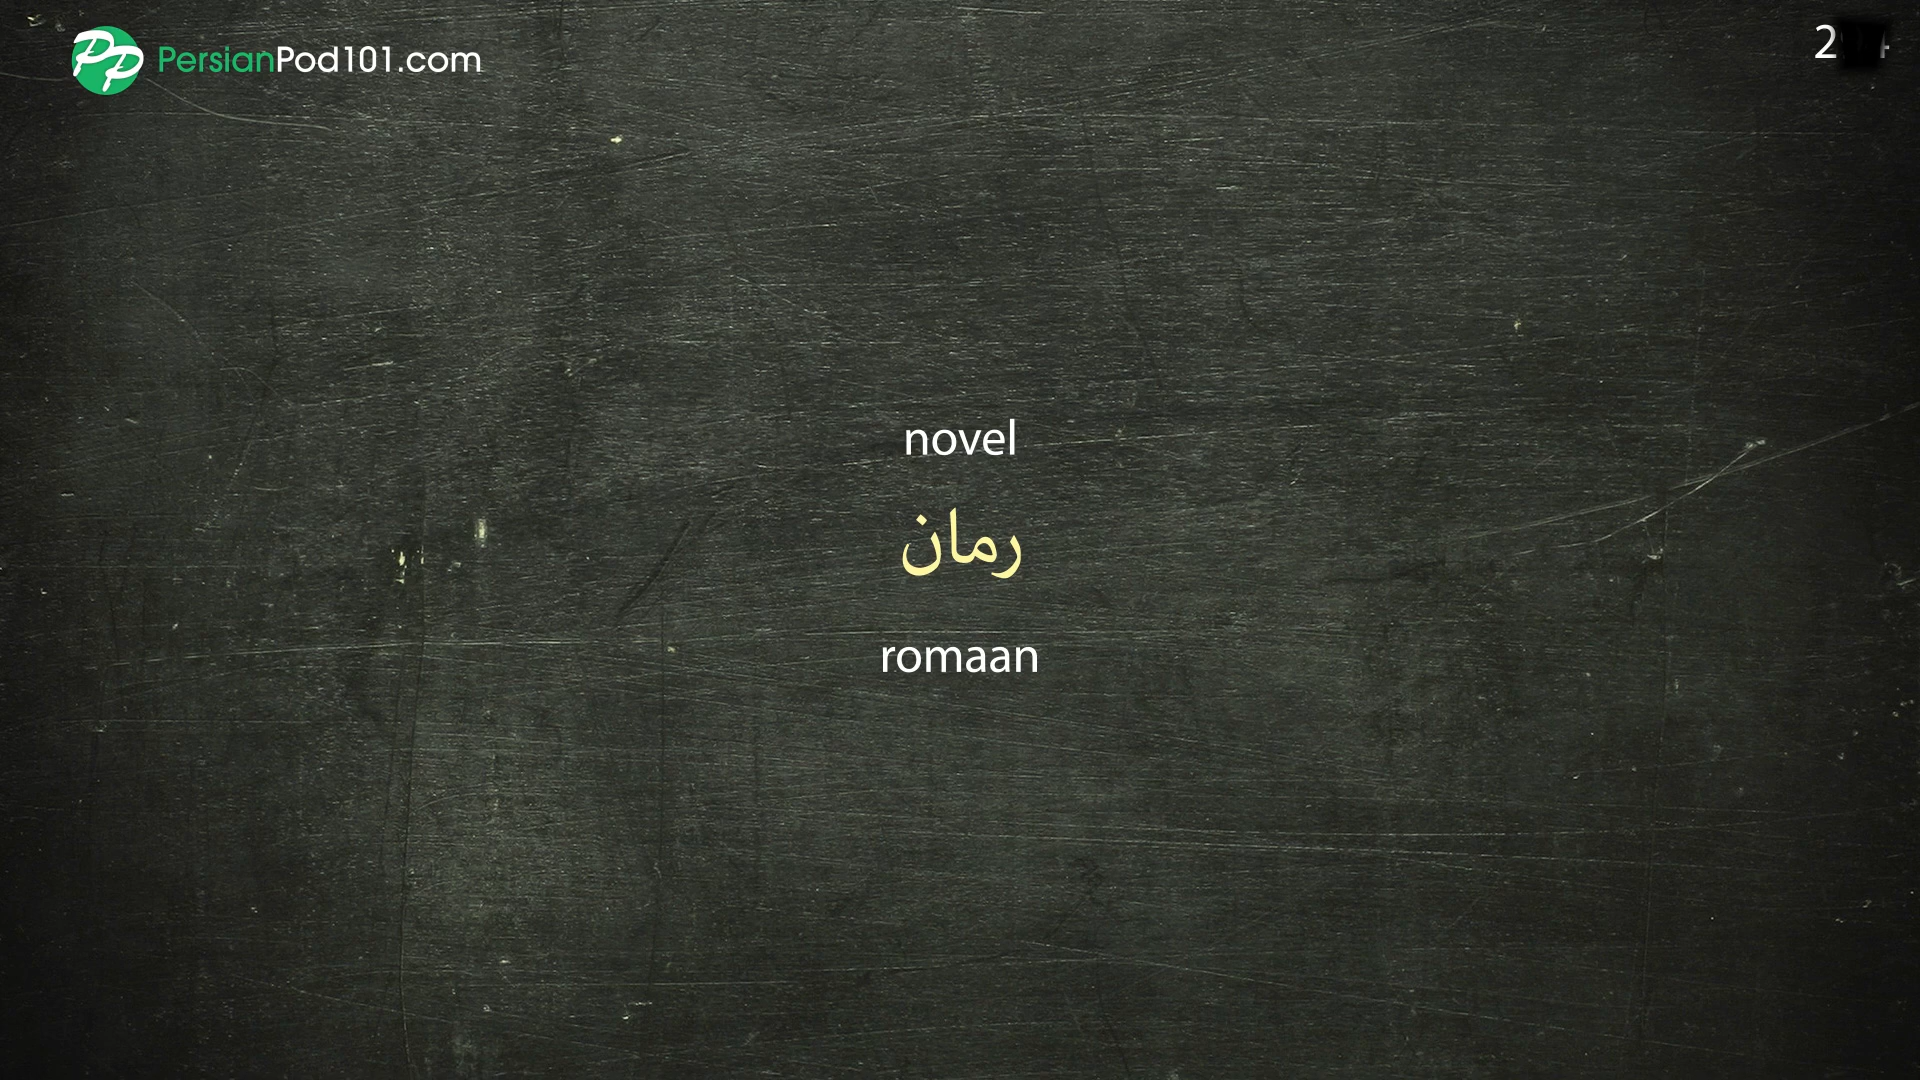 PersianPod101.com
novel
رمان
romaan